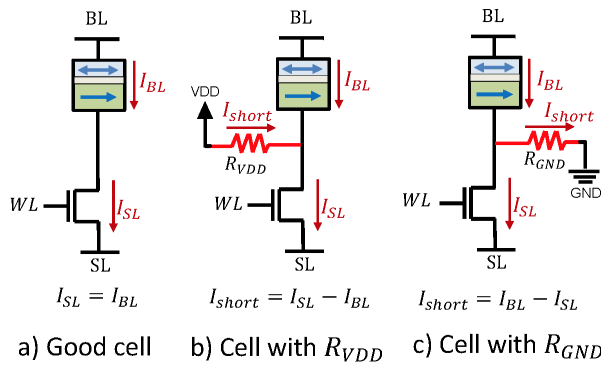 BL
I_BL
WL
I_SL
SL
I_SL = I_BL
a) Good cell
BL
I_BL
VDD
I_short
R_VDD
WL
I_SL
SL
I_short = I_SL − I_BL
b) Cell with R_VDD
BL
I_BL
I_short
R_GND
GND
WL
I_SL
SL
I_short = I_BL − I_SL
c) Cell with R_GND